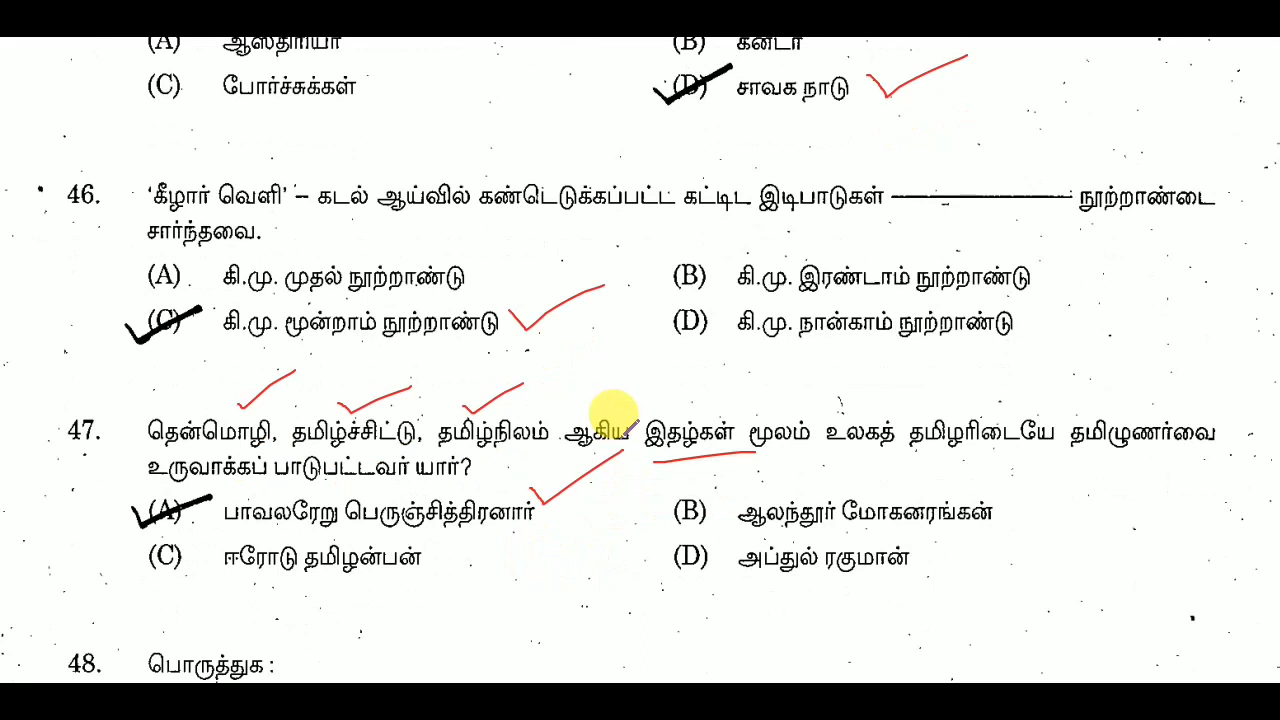 (A) ஆஸ்திரியா (B) கனடா
(C) போர்ச்சுக்கள் (D) சாவக நாடு
46. 'கீழார் வெளி' – கடல் ஆய்வில் கண்டெடுக்கப்பட்ட கட்டிட இடிபாடுகள் ———————— நூற்றாண்டை
சார்ந்தவை.
(A) கி.மு. முதல் நூற்றாண்டு (B) கி.மு. இரண்டாம் நூற்றாண்டு
(C) கி.மு. மூன்றாம் நூற்றாண்டு (D) கி.மு. நான்காம் நூற்றாண்டு
47. தென்மொழி, தமிழ்ச்சிட்டு, தமிழ்நிலம் ஆகிய இதழ்கள் மூலம் உலகத் தமிழரிடையே தமிழுணர்வை
உருவாக்கப் பாடுபட்டவர் யார்?
(A) பாவலரேறு பெருஞ்சித்திரனார் (B) ஆலந்தூர் மோகனரங்கன்
(C) ஈரோடு தமிழன்பன் (D) அப்துல் ரகுமான்
48. பொருத்துக :